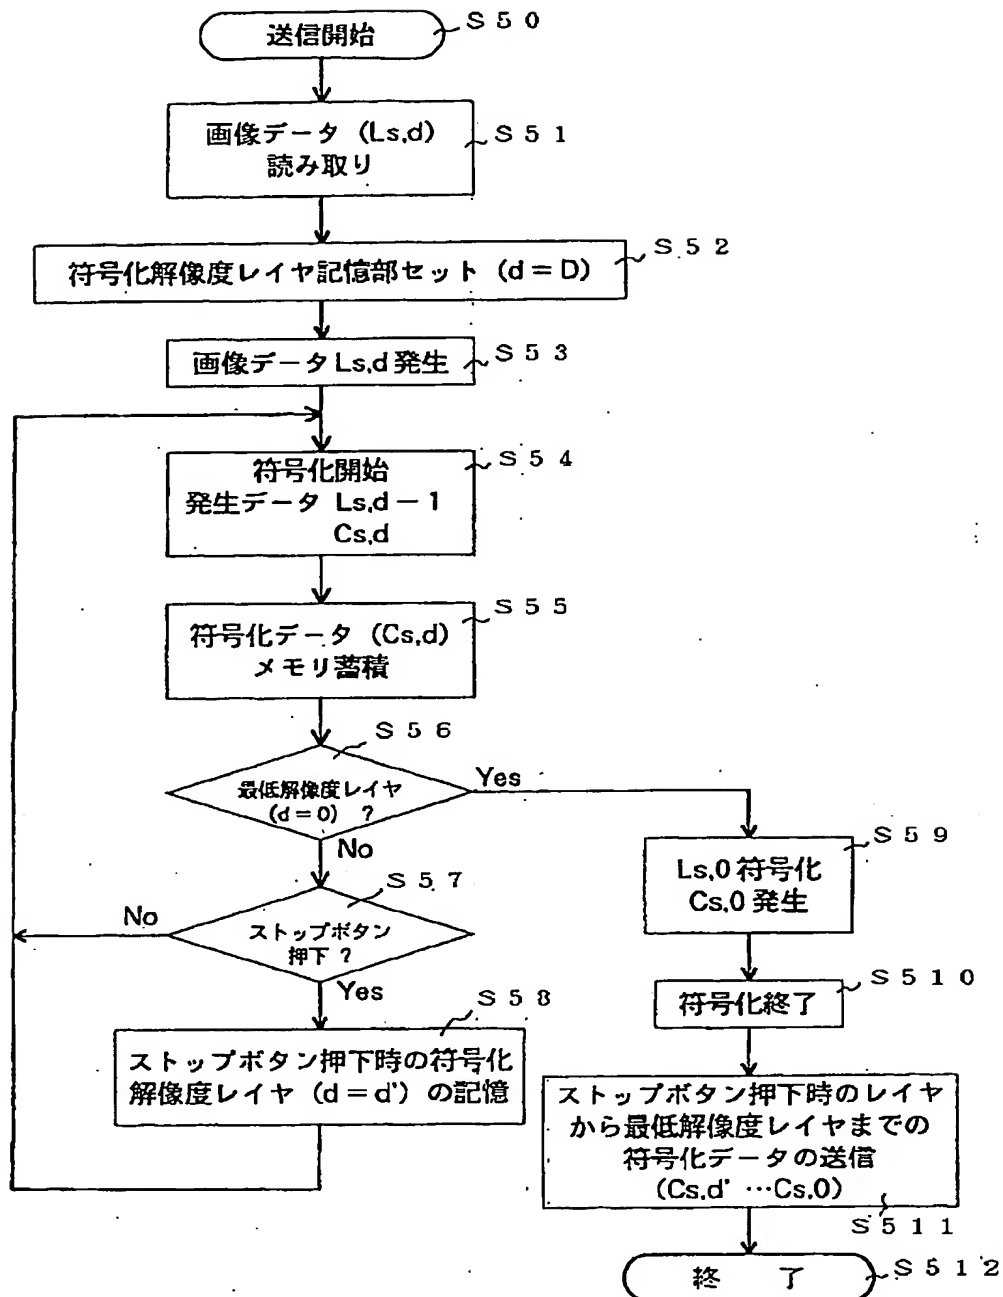 送信開始
S50
画像データ (Ls,d)
読み取り
S51
符号化解像度レイヤ記憶部セット (d=D)
S52
画像データ Ls,d 発生
S53
符号化開始
発生データ Ls,d−1
Cs,d
S54
符号化データ (Cs,d)
メモリ蓄積
S55
最低解像度レイヤ
(d=0) ?
S56
Yes
No
ストップボタン
押下 ?
S57
No
Yes
ストップボタン押下時の符号化
解像度レイヤ (d=d') の記憶
S58
Ls,0 符号化
Cs,0 発生
S59
符号化終了
S510
ストップボタン押下時のレイヤ
から最低解像度レイヤまでの
符号化データの送信
(Cs,d' …Cs,0)
S511
終 了
S512